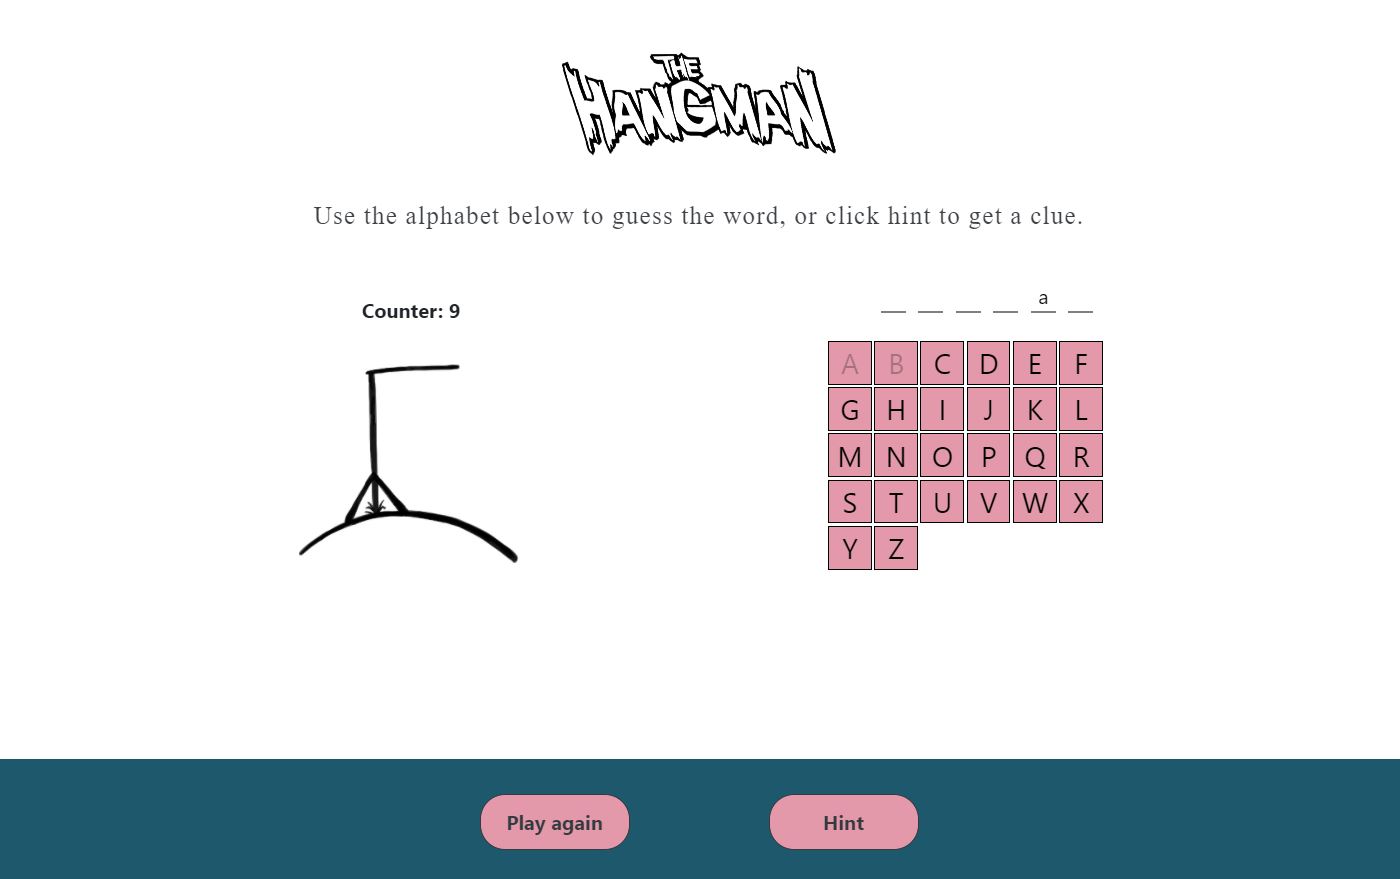 THE
HANGMAN
Use the alphabet below to guess the word, or click hint to get a clue.
Counter: 9
_ _ _ _ a _
A B C D E F
G H I J K L
M N O P Q R
S T U V W X
Y Z
Play again Hint